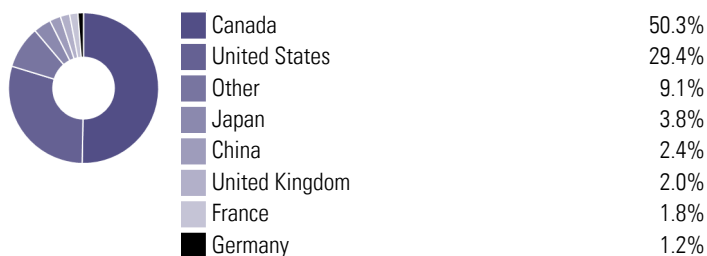 Canada 50.3%
United States 29.4%
Other 9.1%
Japan 3.8%
China 2.4%
United Kingdom 2.0%
France 1.8%
Germany 1.2%